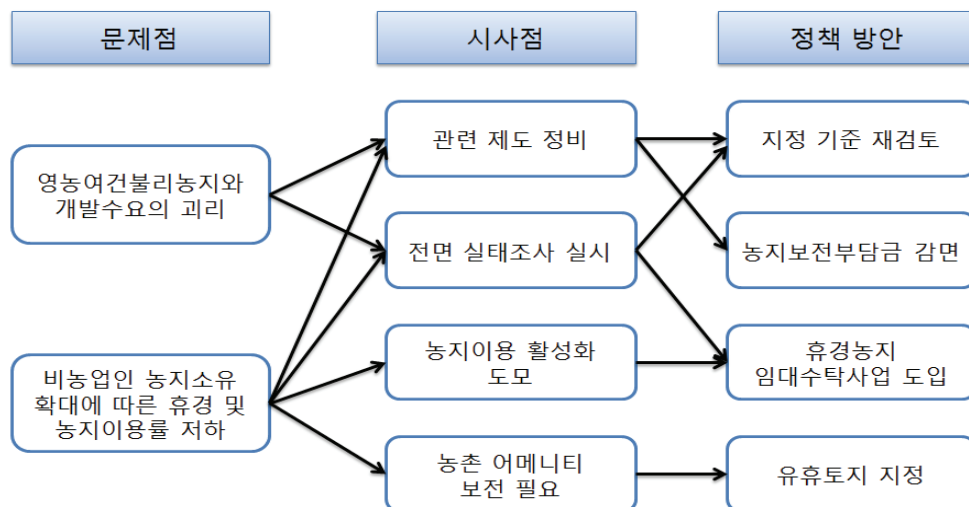 문제점
시사점
정책 방안
영농여건불리농지와
개발수요의 괴리
비농업인 농지소유
확대에 따른 휴경 및
농지이용률 저하
관련 제도 정비
전면 실태조사 실시
농지이용 활성화
도모
농촌 어메니티
보전 필요
지정 기준 재검토
농지보전부담금 감면
휴경농지
임대수탁사업 도입
유휴토지 지정